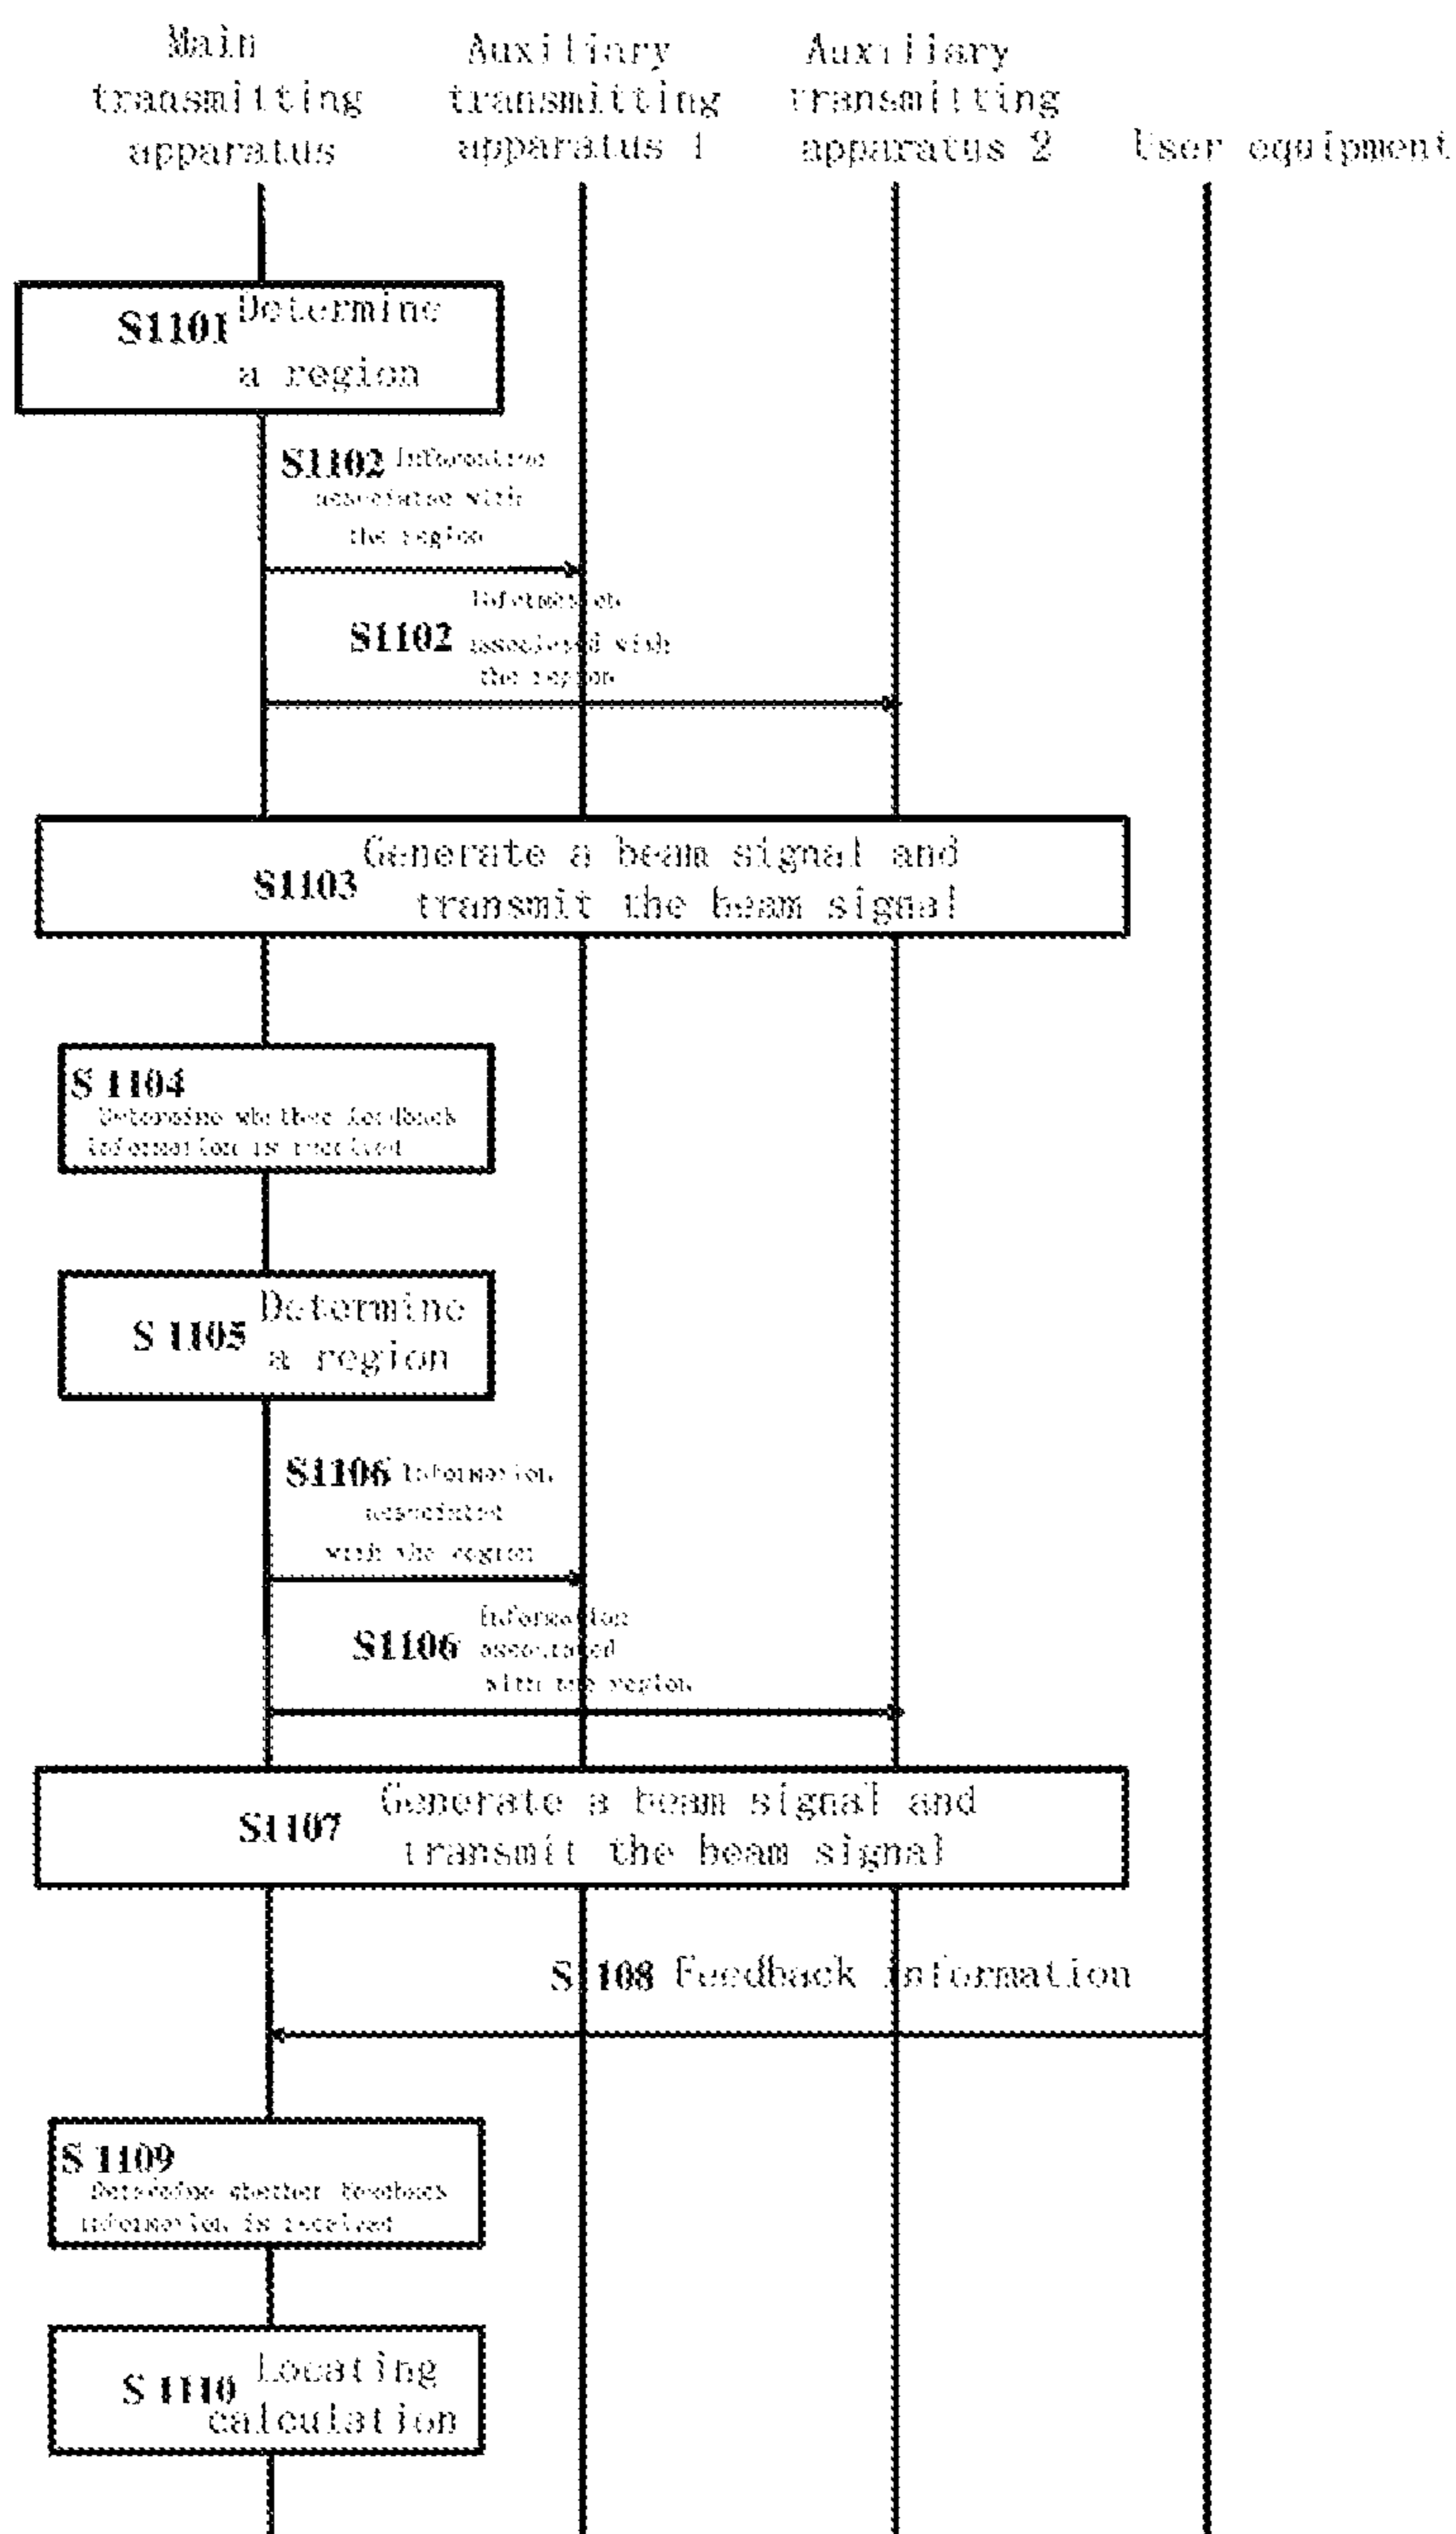 Main
transmitting
apparatus
Auxiliary
transmitting
apparatus 1
Auxiliary
transmitting
apparatus 2
User equipment
S1101 Determine
a region
S1102 Information
associated with
the region
Information
S1102 associated with
the region
Generate a beam signal and
S1103 transmit the beam signal
S 1104
Determine whether feedback
information is received
Determine
S 1105 a region
S1106 Information
associated
with the region
Information
S1106 associated
with the region
Generate a beam signal and
S1107 transmit the beam signal
S1108 Feedback information
S 1109
Determine whether feedback
information is received
Locating
S 1110 calculation